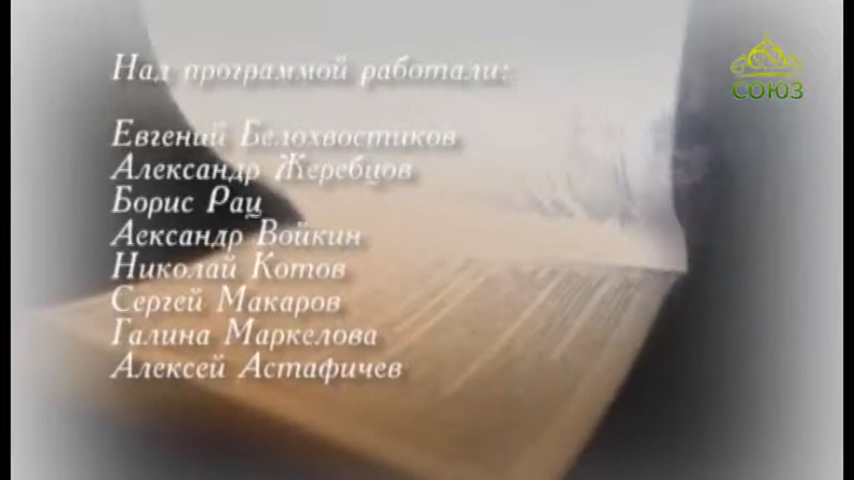 Над программой работали:
СОЮЗ
Евгений Белохвостиков
Александр Жеребцов
Борис Рац
Аександр Войкин
Николай Котов
Сергей Макаров
Галина Маркелова
Алексей Астафичев